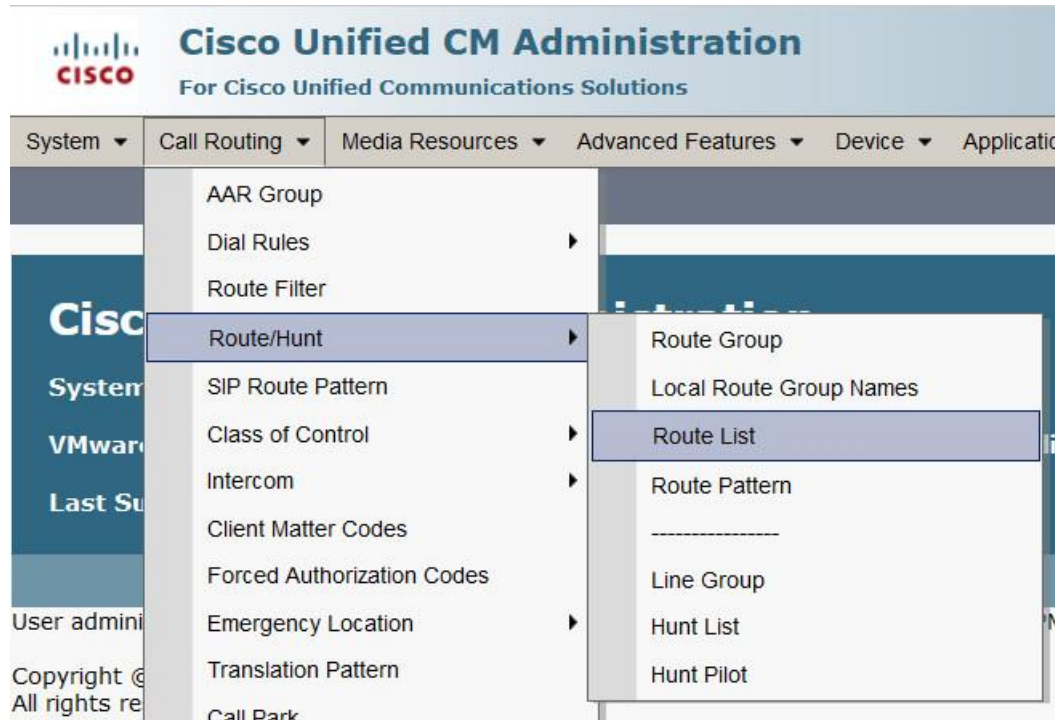 CISCO
Cisco Unified CM Administration
For Cisco Unified Communications Solutions
System Call Routing Media Resources Advanced Features Device
AAR Group
Dial Rules
Route Filter
Route/Hunt
SIP Route Pattern
Class of Control
Intercom
Client Matter Codes
Forced Authorization Codes
Emergency Location
Translation Pattern
Call Park
Route Group
Local Route Group Names
Route List
Route Pattern
----------------
Line Group
Hunt List
Hunt Pilot
Cisc
System
VMwar
Last Su
User admini
Copyright ©
All rights re